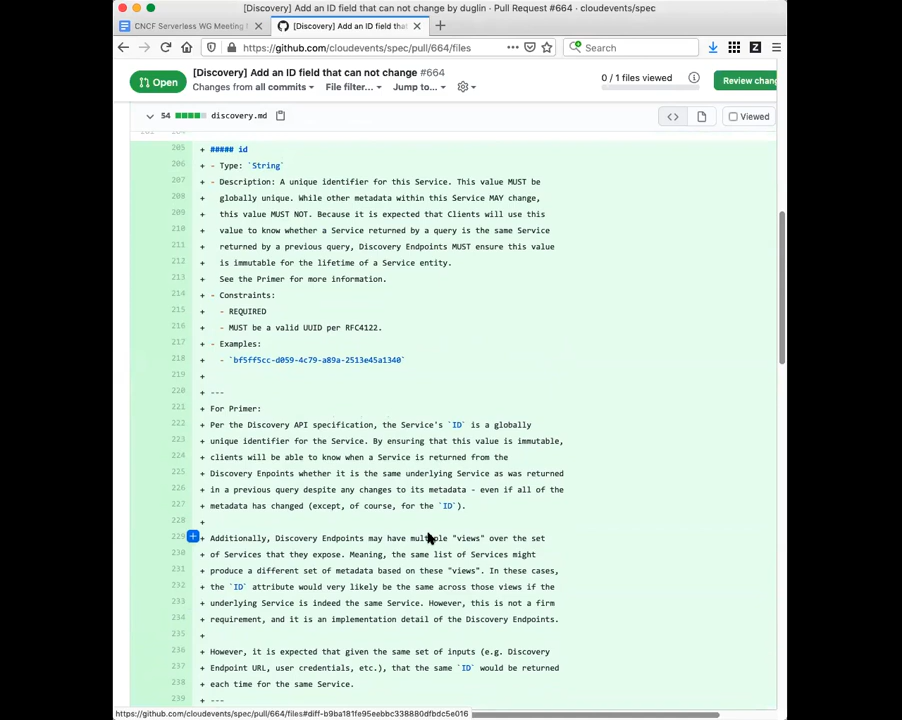 [Discovery] Add an ID field that can not change by duglin · Pull Request #664 · cloudevents/spec
CNCF Serverless WG Meeting
[Discovery] Add an ID field that
https://github.com/cloudevents/spec/pull/664/files
Search
Open
[Discovery] Add an ID field that can not change #664
Changes from all commits
File filter...
Jump to...
0 / 1 files viewed
Review chang
54 discovery.md
Viewed
205 + ##### id
206 + - Type: `String`
207 + - Description: A unique identifier for this Service. This value MUST be
208 + globally unique. While other metadata within this Service MAY change,
209 + this value MUST NOT. Because it is expected that Clients will use this
210 + value to know whether a Service returned by a query is the same Service
211 + returned by a previous query, Discovery Endpoints MUST ensure this value
212 + is immutable for the lifetime of a Service entity.
213 + See the Primer for more information.
214 + - Constraints:
215 + - REQUIRED
216 + - MUST be a valid UUID per RFC4122.
217 + - Examples:
218 + - `bf5ff5cc-d059-4c79-a89a-2513e45a1340`
219 +
220 + ---
221 + For Primer:
222 + Per the Discovery API specification, the Service's `ID` is a globally
223 + unique identifier for the Service. By ensuring that this value is immutable,
224 + clients will be able to know when a Service is returned from the
225 + Discovery Enpoints whether it is the same underlying Service as was returned
226 + in a previous query despite any changes to its metadata - even if all of the
227 + metadata has changed (except, of course, for the `ID`).
228 +
229 + Additionally, Discovery Endpoints may have multiple "views" over the set
230 + of Services that they expose. Meaning, the same list of Services might
231 + produce a different set of metadata based on these "views". In these cases,
232 + the `ID` attribute would very likely be the same across those views if the
233 + underlying Service is indeed the same Service. However, this is not a firm
234 + requirement, and it is an implementation detail of the Discovery Endpoints.
235 +
236 + However, it is expected that given the same set of inputs (e.g. Discovery
237 + Endpoint URL, user credentials, etc.), that the same `ID` would be returned
238 + each time for the same Service.
239 + ---
https://github.com/cloudevents/spec/pull/664/files#diff-b9ba181fe95eebbc338880dfbdc5e016